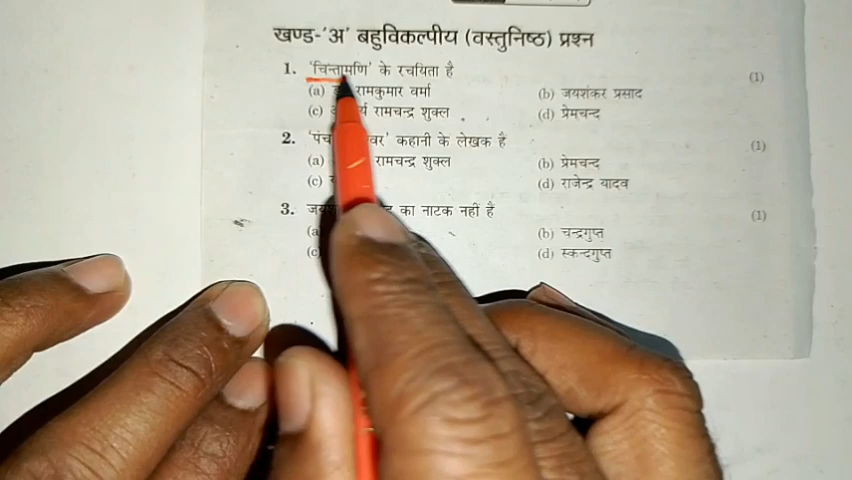 खण्ड-'अ' बहुविकल्पीय (वस्तुनिष्ठ) प्रश्न
1. 'चिन्तामणि' के रचयिता है (1)
(a) रामकुमार वर्मा (b) जयशंकर प्रसाद
(c) रामचन्द्र शुक्ल (d) प्रेमचन्द
2. कहानी के लेखक है (1)
(a) रामचन्द्र शुक्ल (b) प्रेमचन्द
(c) (d) राजेन्द्र यादव
3. का नाटक नहीं है (1)
(b) चन्द्रगुप्त
(d) स्कन्दगुप्त